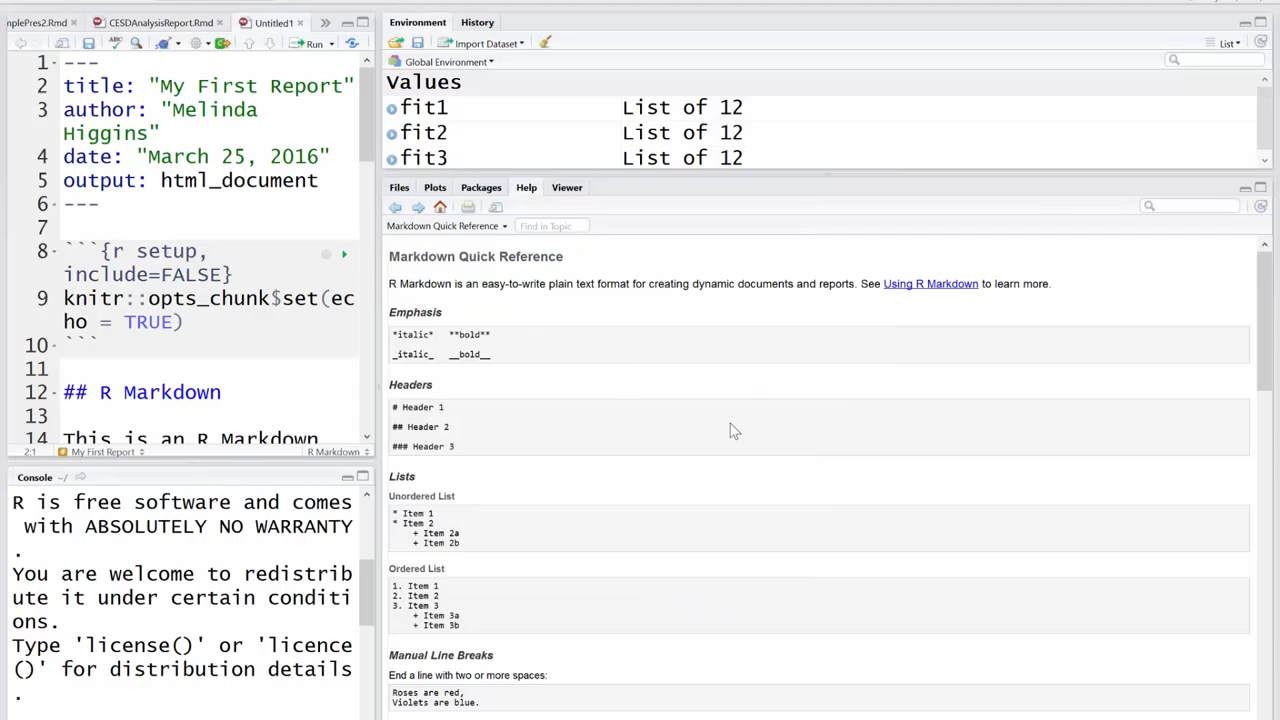 nplePres2.Rmd
CESDAnalysisReport.Rmd
Untitled1
Run
1 ---
2 title: "My First Report"
3 author: "Melinda
Higgins"
4 date: "March 25, 2016"
5 output: html_document
6 ---
7
8 ```{r setup,
include=FALSE}
9 knitr::opts_chunk$set(ec
ho = TRUE)
10 ```
11
12 ## R Markdown
13
14 This is an R Markdown
2:1 My First Report R Markdown
Console ~/
R is free software and comes
with ABSOLUTELY NO WARRANTY
.
You are welcome to redistrib
ute it under certain conditi
ons.
Type 'license()' or 'licence
()' for distribution details
.
Environment History
Import Dataset List
Global Environment
Values
fit1 List of 12
fit2 List of 12
fit3 List of 12
Files Plots Packages Help Viewer
Markdown Quick Reference Find in Topic
Markdown Quick Reference
R Markdown is an easy-to-write plain text format for creating dynamic documents and reports. See Using R Markdown to learn more.
Emphasis
*italic* **bold**
_italic_ __bold__
Headers
# Header 1
## Header 2
### Header 3
Lists
Unordered List
* Item 1
* Item 2
+ Item 2a
+ Item 2b
Ordered List
1. Item 1
2. Item 2
3. Item 3
+ Item 3a
+ Item 3b
Manual Line Breaks
End a line with two or more spaces:
Roses are red,
Violets are blue.